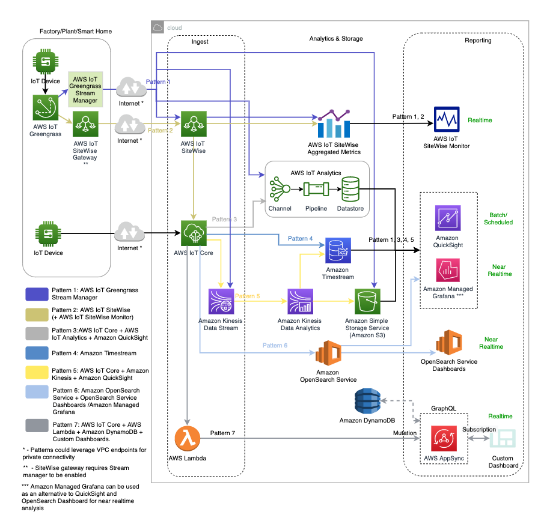 Factory/Plant/Smart Home
cloud
Ingest
Analytics & Storage
Reporting
IoT Device
AWS IoT
Greengrass
Stream
Manager
Internet *
Pattern 1
AWS IoT
Greengrass
AWS IoT
SiteWise
Gateway
**
Internet *
Pattern 2
AWS IoT
SiteWise
AWS IoT SiteWise
Aggregated Metrics
Pattern 1, 2
AWS IoT
SiteWise Monitor
Realtime
AWS IoT Analytics
Channel
Pipeline
Datastore
Pattern 3
IoT Device
Internet *
AWS IoT Core
Pattern 4
Amazon
Timestream
Pattern 1, 3, 4, 5
Amazon
QuickSight
Batch/
Scheduled
Amazon Managed
Grafana ***
Near
Realtime
Amazon Kinesis
Data Stream
Pattern 5
Amazon Kinesis
Data Analytics
Amazon Simple
Storage Service
(Amazon S3)
Pattern 6
Amazon
OpenSearch Service
OpenSearch Service
Dashboards
Near
Realtime
Amazon DynamoDB
GraphQL
Realtime
AWS Lambda
Pattern 7
Mutation
AWS AppSync
Subscription
Custom
Dashboard
Pattern 1: AWS IoT Greengrass
Stream Manager
Pattern 2: AWS IoT SiteWise
(+ AWS IoT SiteWise Monitor)
Pattern 3:AWS IoT Core + AWS
IoT Analytics + Amazon QuickSight
Pattern 4: Amazon Timestream
Pattern 5: AWS IoT Core + Amazon
Kinesis + Amazon QuickSight
Pattern 6: Amazon OpenSearch
Service + OpenSearch Service
Dashboards /Amazon Managed
Grafana
Pattern 7: AWS IoT Core + AWS
Lambda + Amazon DynamoDB =
Custom Dashboards.
* - Patterns could leverage VPC endpoints for
private connectivity
** - SiteWise gateway requires Stream
manager to be enabled
*** Amazon Managed Grafana can be used
as an alternative to QuickSight and
OpenSearch Dashboard for near realtime
analysis